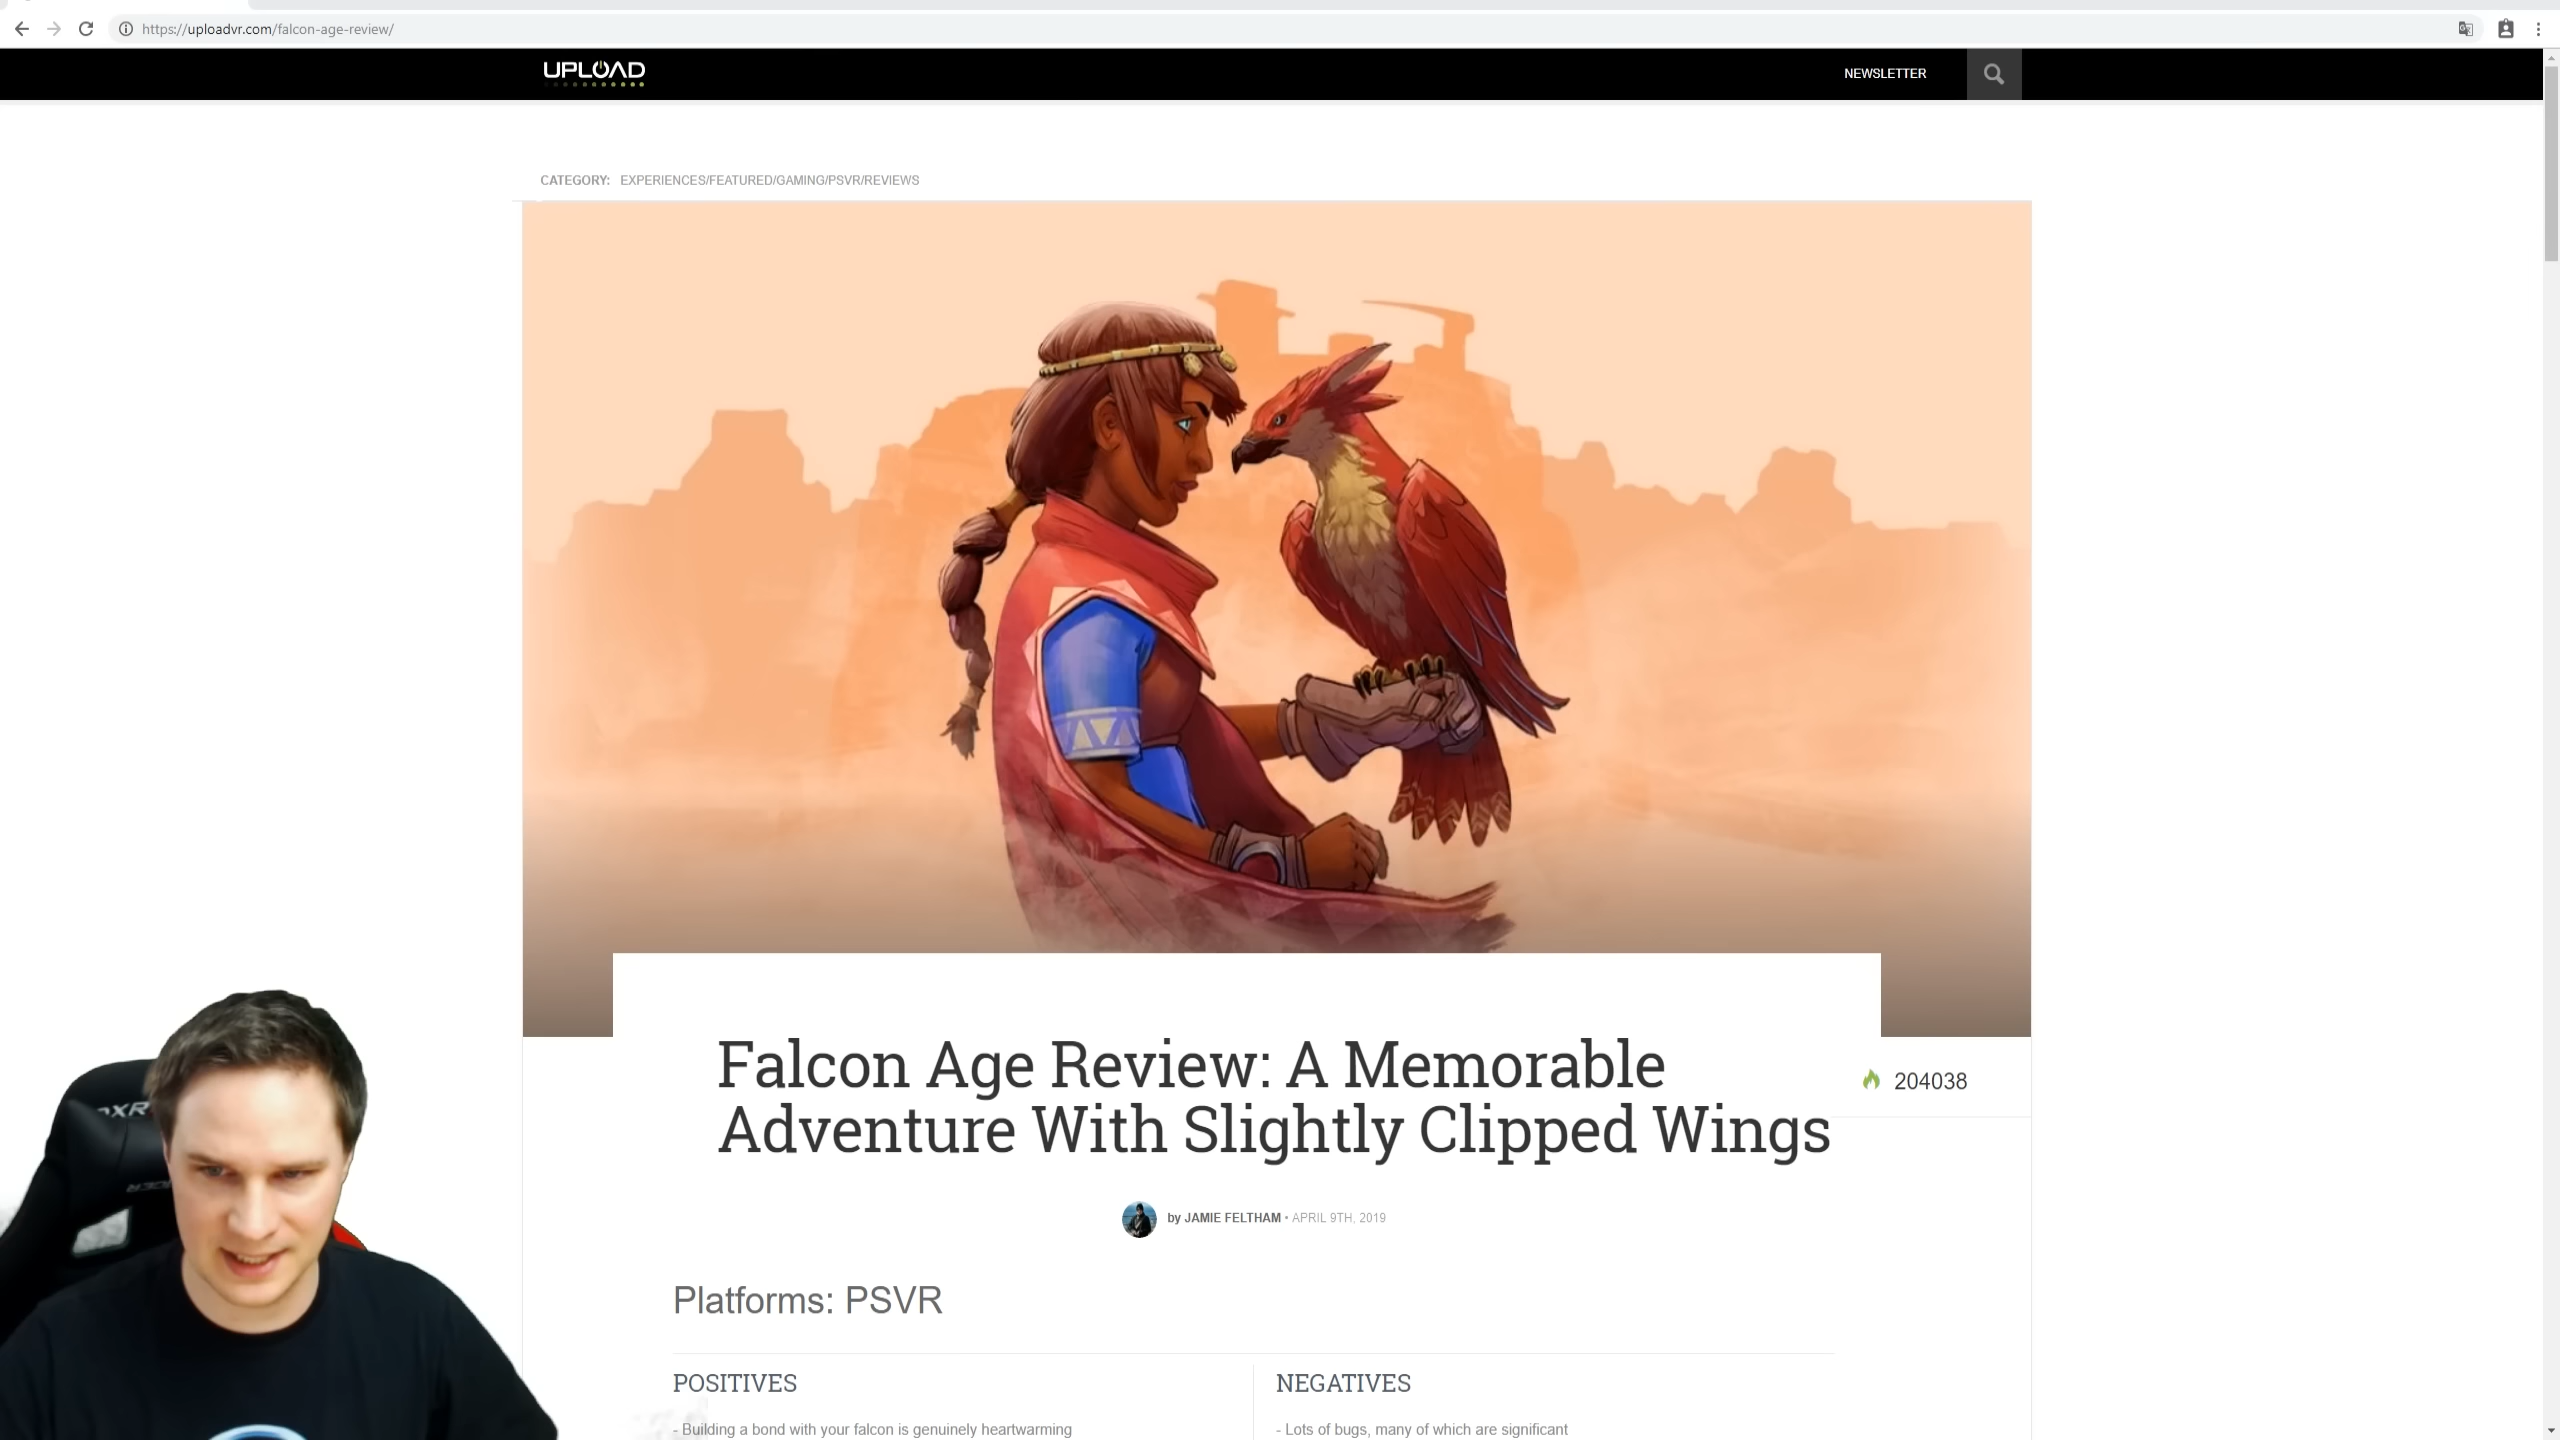 https://uploadvr.com/falcon-age-review/
UPLOAD
NEWSLETTER
CATEGORY: EXPERIENCES/FEATURED/GAMING/PSVR/REVIEWS
Falcon Age Review: A Memorable
Adventure With Slightly Clipped Wings
204038
by JAMIE FELTHAM • APRIL 9TH, 2019
Platforms: PSVR
POSITIVES
- Building a bond with your falcon is genuinely heartwarming
NEGATIVES
- Lots of bugs, many of which are significant